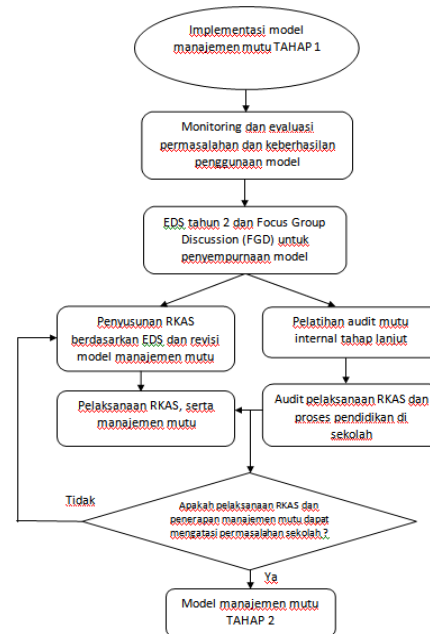 Implementasi model
manajemen mutu TAHAP 1
Monitoring dan evaluasi
permasalahan dan keberhasilan
penggunaan model
EDS tahun 2 dan Focus Group
Discussion (FGD) untuk
penyempurnaan model
Penyusunan RKAS
berdasarkan EDS dan revisi
model manajemen mutu
Pelatihan audit mutu
internal tahap lanjut
Pelaksanaan RKAS, serta
manajemen mutu
Audit pelaksanaan RKAS dan
proses pendidikan di
sekolah
Tidak
Apakah pelaksanaan RKAS dan
penerapan manajemen mutu dapat
mengatasi permasalahan sekolah ?
Ya
Model manajemen mutu
TAHAP 2